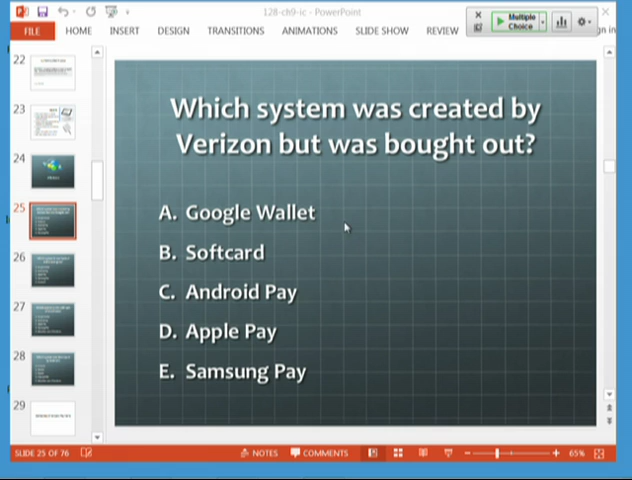 128-ch9-ic - PowerPoint
Multiple
Choice
FILE HOME INSERT DESIGN TRANSITIONS ANIMATIONS SLIDE SHOW REVIEW gn in
22
23
24
25
26
27
28
29
Which system was created by
Verizon but was bought out?
A. Google Wallet
B. Softcard
C. Android Pay
D. Apple Pay
E. Samsung Pay
SLIDE 25 OF 76 NOTES COMMENTS 65%